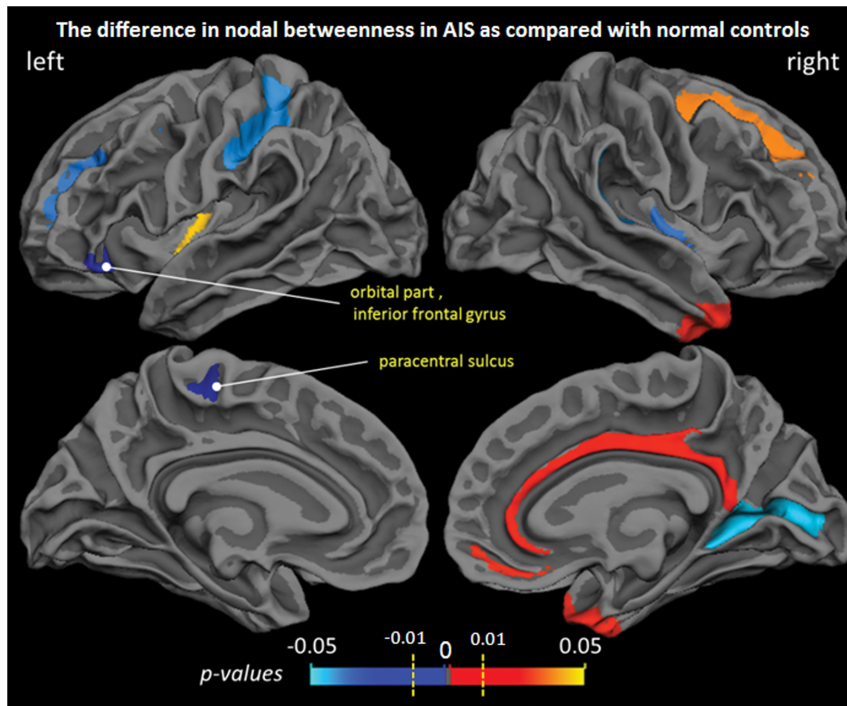 The difference in nodal betweenness in AIS as compared with normal controls
left
right
orbital part ,
inferior frontal gyrus
paracentral sulcus
-0.05
-0.01
0
0.01
0.05
p-values